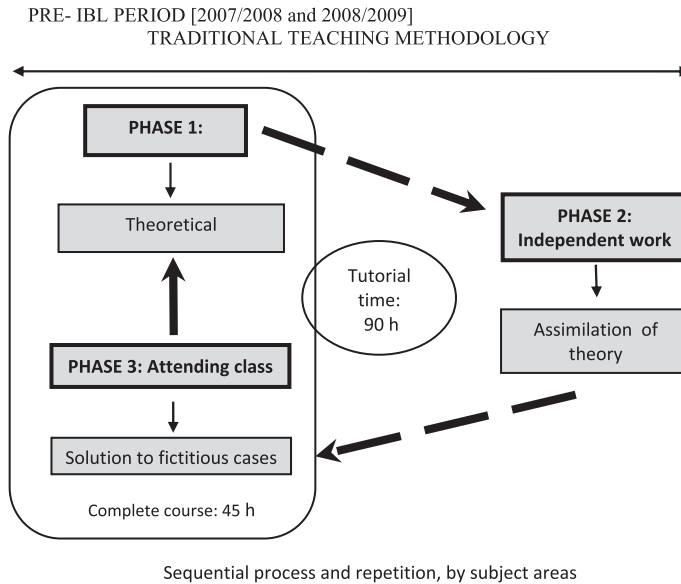 PRE- IBL PERIOD [2007/2008 and 2008/2009]
TRADITIONAL TEACHING METHODOLOGY
PHASE 1:
Theoretical
PHASE 2:
Independent work
Tutorial
time:
90 h
Assimilation of
theory
PHASE 3: Attending class
Solution to fictitious cases
Complete course: 45 h
Sequential process and repetition, by subject areas